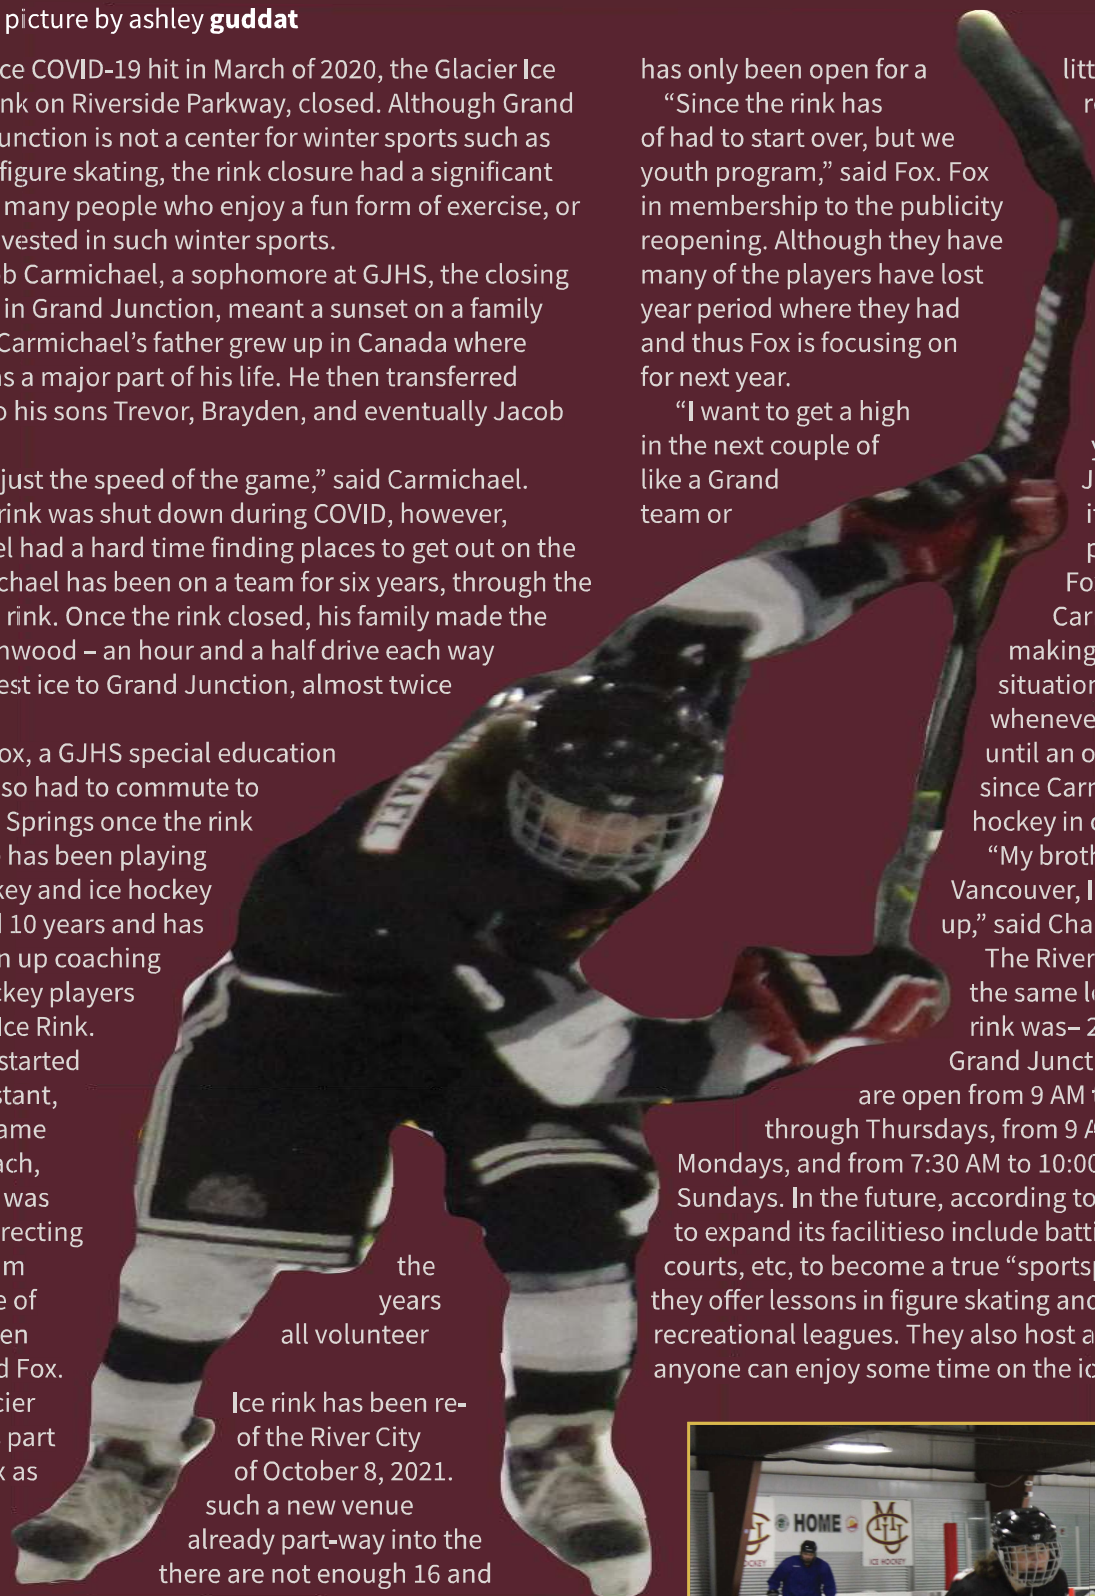 picture by ashley guddat
ce COVID-19 hit in March of 2020, the Glacier Ice
nk on Riverside Parkway, closed. Although Grand
unction is not a center for winter sports such as
figure skating, the rink closure had a significant
many people who enjoy a fun form of exercise, or
vested in such winter sports.
ob Carmichael, a sophomore at GJHS, the closing
in Grand Junction, meant a sunset on a family
Carmichael's father grew up in Canada where
as a major part of his life. He then transferred
o his sons Trevor, Brayden, and eventually Jacob
just the speed of the game,” said Carmichael.
rink was shut down during COVID, however,
el had a hard time finding places to get out on the
ichael has been on a team for six years, through the
rink. Once the rink closed, his family made the
nwood – an hour and a half drive each way
est ice to Grand Junction, almost twice
ox, a GJHS special education
so had to commute to
Springs once the rink
has been playing
key and ice hockey
d 10 years and has
n up coaching
ckey players
Ice Rink.
started
stant,
ame
ach,
was
recting
m
e of
en
d Fox.
cier
part
x as
the
years
all volunteer
Ice rink has been re-
of the River City
of October 8, 2021.
such a new venue
already part-way into the
there are not enough 16 and
has only been open for a
“Since the rink has
of had to start over, but we
youth program,” said Fox. Fox
in membership to the publicity
reopening. Although they have
many of the players have lost
year period where they had
and thus Fox is focusing on
for next year.
“I want to get a high
in the next couple of
like a Grand
team or
litt
r
y
J
i
p
Fo
Car
making
situation
wheneve
until an o
since Carm
hockey in c
“My broth
Vancouver, I
up,” said Cha
The River
the same lo
rink was– 2
Grand Junct
are open from 9 AM t
through Thursdays, from 9 A
Mondays, and from 7:30 AM to 10:00
Sundays. In the future, according to
to expand its facilitieso include batti
courts, etc, to become a true “sportsp
they offer lessons in figure skating and
recreational leagues. They also host a
anyone can enjoy some time on the ic
HAEL
HOME
ICE HOCKEY